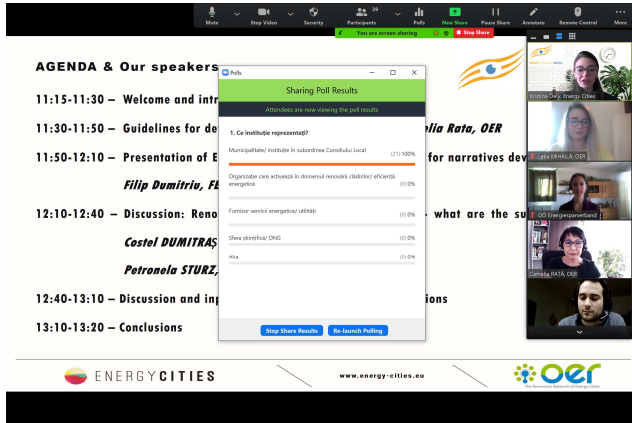 39
Mute
Stop Video
Security
Participants
Polls
New Share
Pause Share
Annotate
Remote Control
More
You are screen sharing
Stop Share
AGENDA & Our speakers
Polls
Sharing Poll Results
Attendees are now viewing the poll results
1. Ce instituție reprezentați?
Municipalitate/ instituție în subordinea Consiliului Local
(21) 100%
Organizație care activează în domeniul renovării clădirilor/ eficiență
energetică
(0) 0%
Furnizor servicii energetice/ utilități
(0) 0%
Sfera științifică/ ONG
(0) 0%
Altă
(0) 0%
Stop Share Results
Re-launch Polling
11:15-11:30 – Welcome and intr
11:30-11:50 – Guidelines for de
Rata, OER
11:50-12:10 – Presentation of E
for narratives dev
Filip Dumitriu, FE
12:10-12:40 – Discussion: Reno
- what are the su
Costel DUMITRAȘ
Petronela STURZ,
12:40-13:10 – Discussion and inp
ions
13:10-13:20 – Conclusions
Kristina Dely, Energy Cities
MIHĂILĂ, OER
OÖ Energiesparverband
Camelia RATĂ, OER
ENERGYCITIES
www.energy-cities.eu
oer
The Romanian Network of Energy Cities